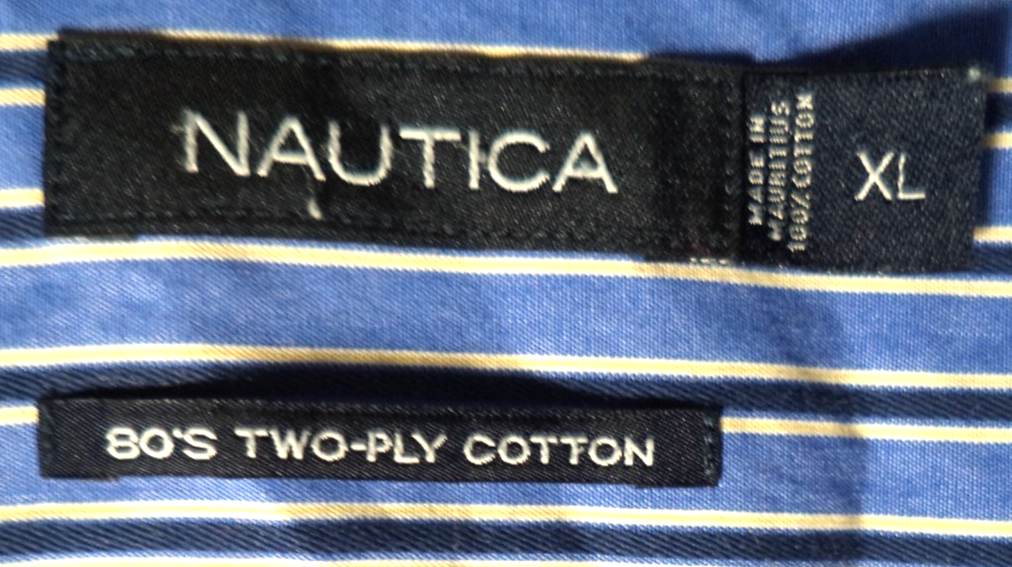 NAUTICA
MADE IN
MAURITIUS
100% COTTON
XL
80'S TWO-PLY COTTON